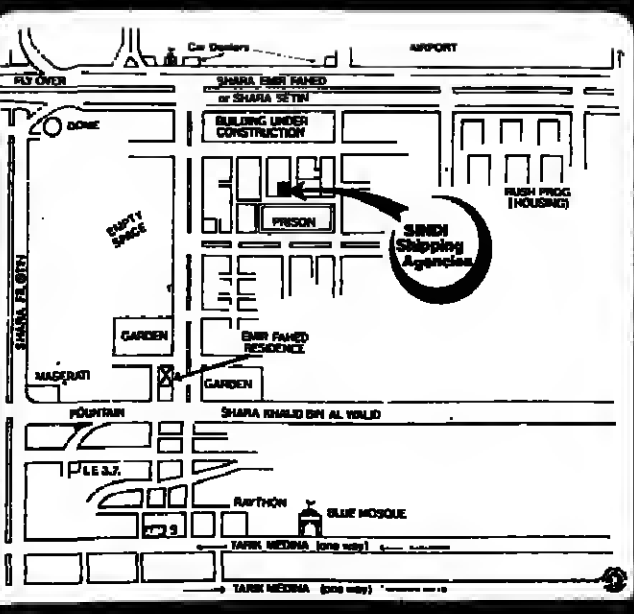 Car Dealers
AIRPORT
FLY OVER
SHARA EMIR FAHED
or SHARA SETIN
DOME
BUILDING UNDER
CONSTRUCTION
RUSH PROG
(HOUSING)
PRISON
EMPTY
SPACE
SINDI
Shipping
Agencies
GARDEN
EMIR FAHED
RESIDENCE
MASERATI
GARDEN
FOUNTAIN
SHARA KHALID BIN AL WALID
RAYTHON
BLUE MOSQUE
TARIK MEDINA (one way)
TARIK MEDINA (one way)